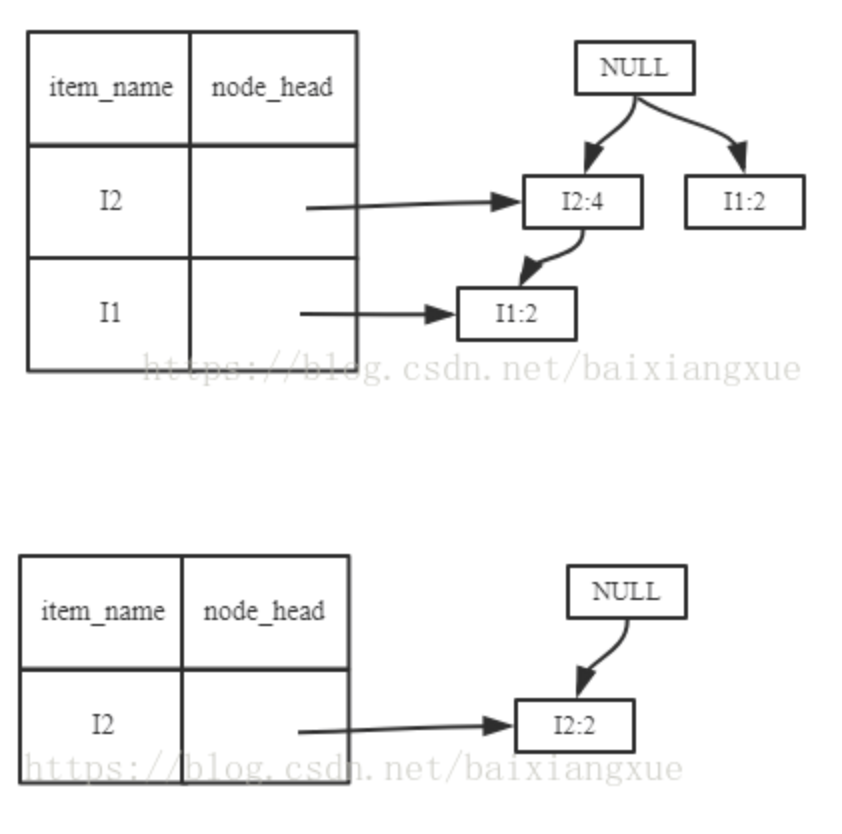 item_name node_head
NULL
I2
I2:4 I1:2
I1
I1:2
https://blog.csdn.net/baixiangxue
item_name node_head
NULL
I2
I2:2
https://blog.csdn.net/baixiangxue